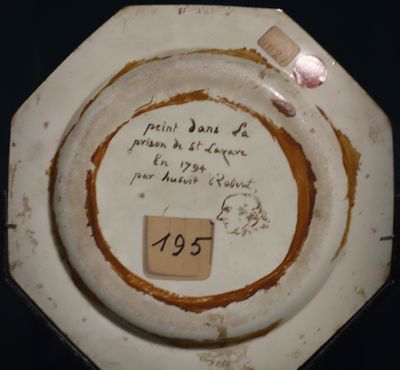 peint dans La
prison de St Lazare
En 1794
par hubert Robert
195